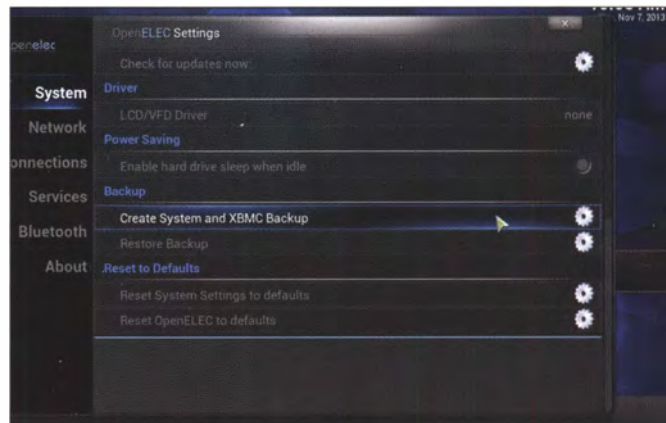 Nov 7, 2013
OpenELEC Settings
penelec
Check for updates now:
System
Driver
LCD/VFD Driver none
Network
Power Saving
onnections
Enable hard drive sleep when idle
Services
Backup
Create System and XBMC Backup
Bluetooth
Restore Backup
About
Reset to Defaults
Reset System Settings to defaults
Reset OpenELEC to defaults